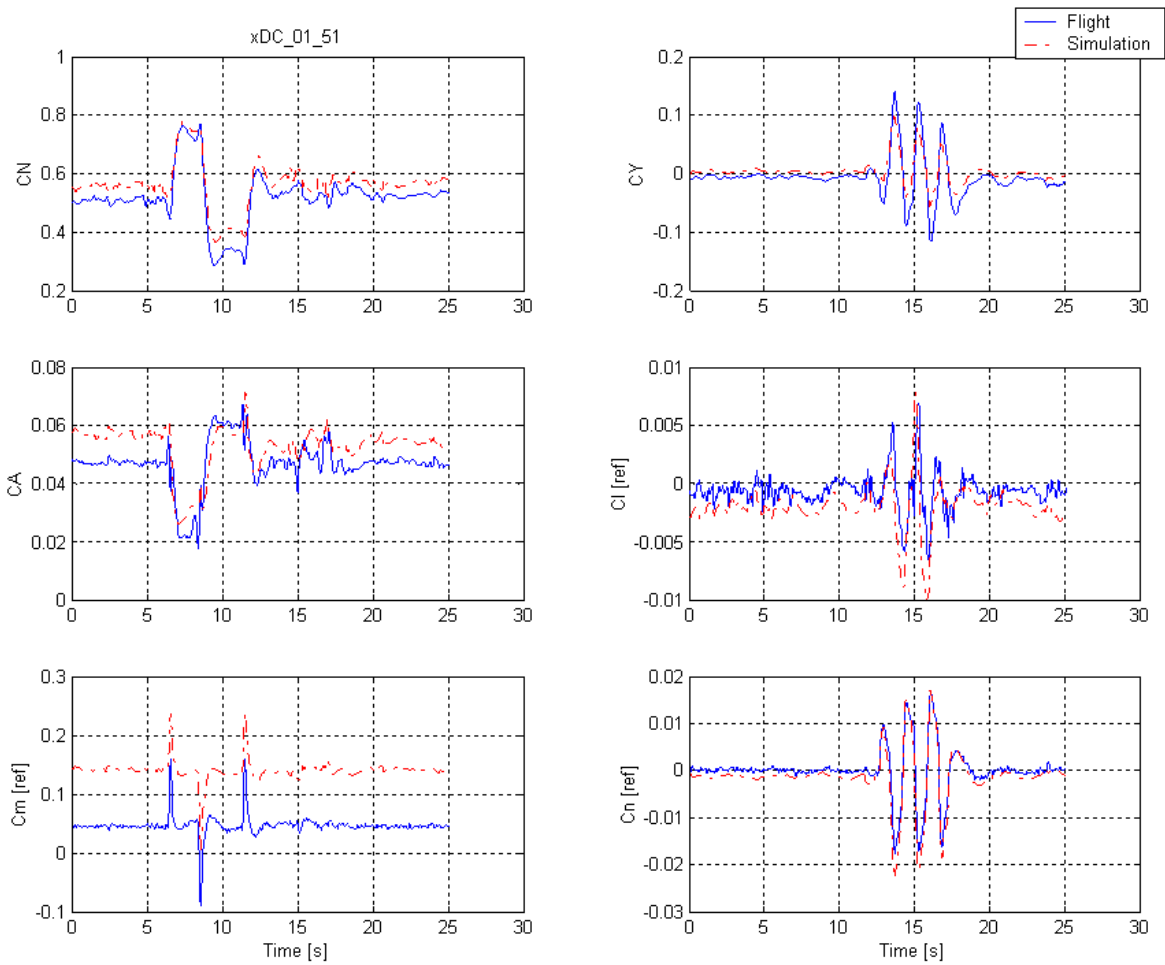 xDC_01_51
Flight
Simulation
1
0.8
0.6
0.4
0.2
CN
0 5 10 15 20 25 30
0.2
0.1
0
-0.1
-0.2
CY
0 5 10 15 20 25 30
0.08
0.06
0.04
0.02
0
CA
0 5 10 15 20 25 30
0.01
0.005
0
-0.005
-0.01
Cl [ref]
0 5 10 15 20 25 30
0.3
0.2
0.1
0
-0.1
Cm [ref]
0 5 10 15 20 25 30
Time [s]
0.02
0.01
0
-0.01
-0.02
-0.03
Cn [ref]
0 5 10 15 20 25 30
Time [s]